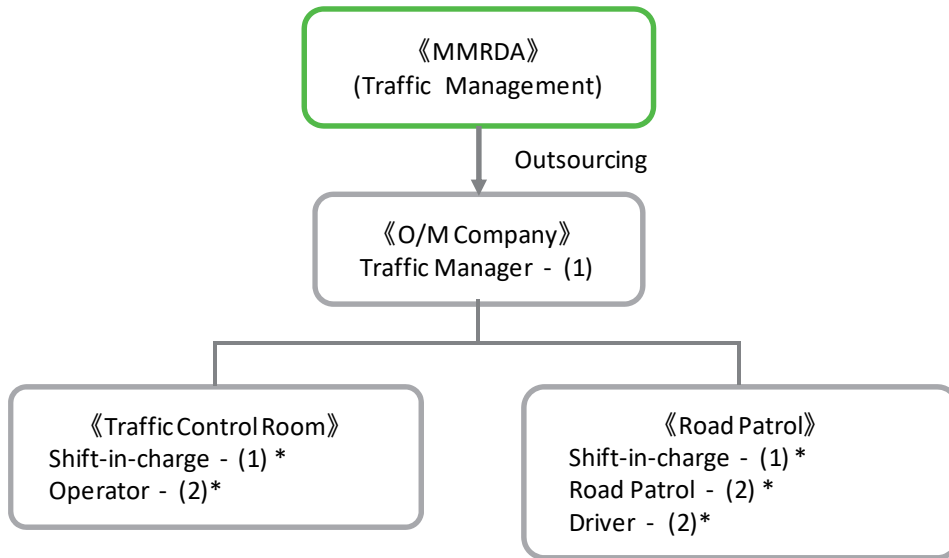 《MMRDA》
(Traffic Management)
Outsourcing
《O/M Company》
Traffic Manager - (1)
《Traffic Control Room》
Shift-in-charge - (1) *
Operator - (2)*
《Road Patrol》
Shift-in-charge - (1) *
Road Patrol - (2) *
Driver - (2)*